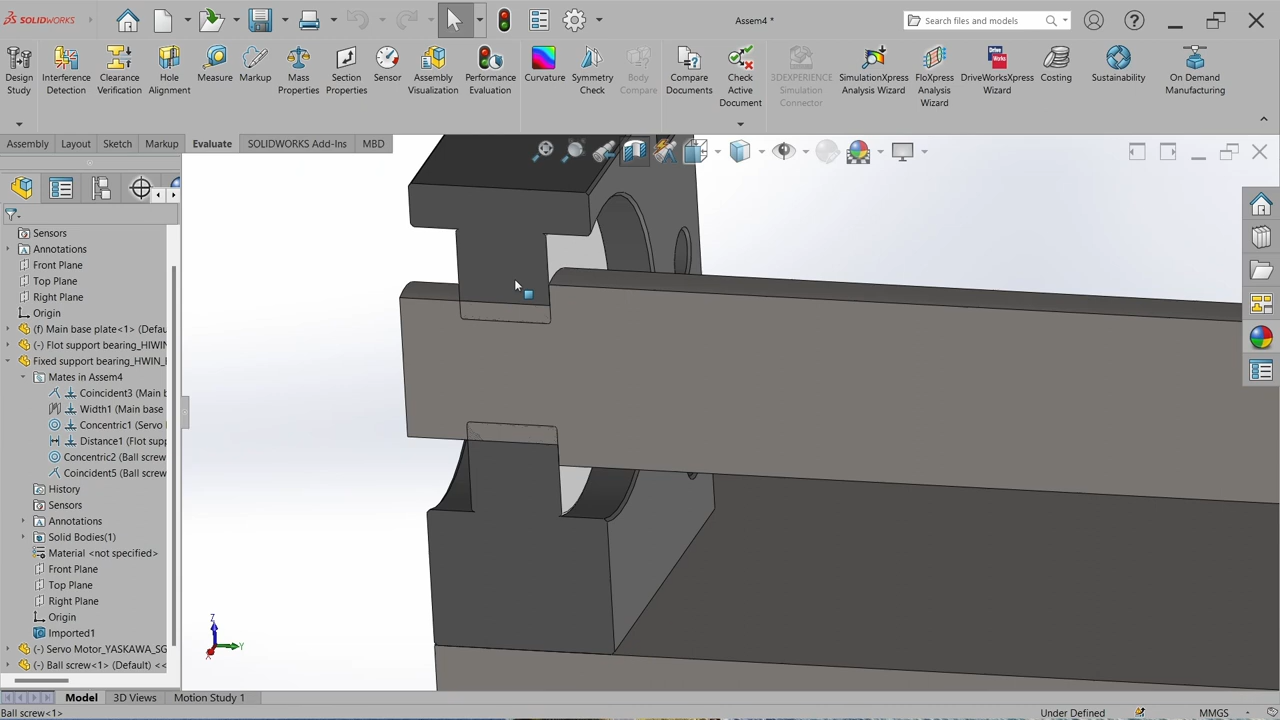 SOLIDWORKS
Assem4 *
Search files and models
Design Study
Interference Detection
Clearance Verification
Hole Alignment
Measure
Markup
Mass Properties
Section Properties
Sensor
Assembly Visualization
Performance Evaluation
Curvature
Symmetry Check
Body Compare
Compare Documents
Check Active Document
3DEXPERIENCE Simulation Connector
SimulationXpress Analysis Wizard
FloXpress Analysis Wizard
DriveWorksXpress Wizard
Costing
Sustainability
On Demand Manufacturing
Assembly
Layout
Sketch
Markup
Evaluate
SOLIDWORKS Add-Ins
MBD
Sensors
Annotations
Front Plane
Top Plane
Right Plane
Origin
(f) Main base plate<1> (Defau
(-) Flot support bearing_HIWIN
Fixed support bearing_HWIN_
Mates in Assem4
Coincident3 (Main b
Width1 (Main base
Concentric1 (Servo
Distance1 (Flot supp
Concentric2 (Ball screw
Coincident5 (Ball screw
History
Sensors
Annotations
Solid Bodies(1)
Material <not specified>
Front Plane
Top Plane
Right Plane
Origin
Imported1
(-) Servo Motor_YASKAWA_SG
(-) Ball screw<1> (Default) <<
Z
Y
X
Model
3D Views
Motion Study 1
Ball screw<1>
Under Defined
MMGS